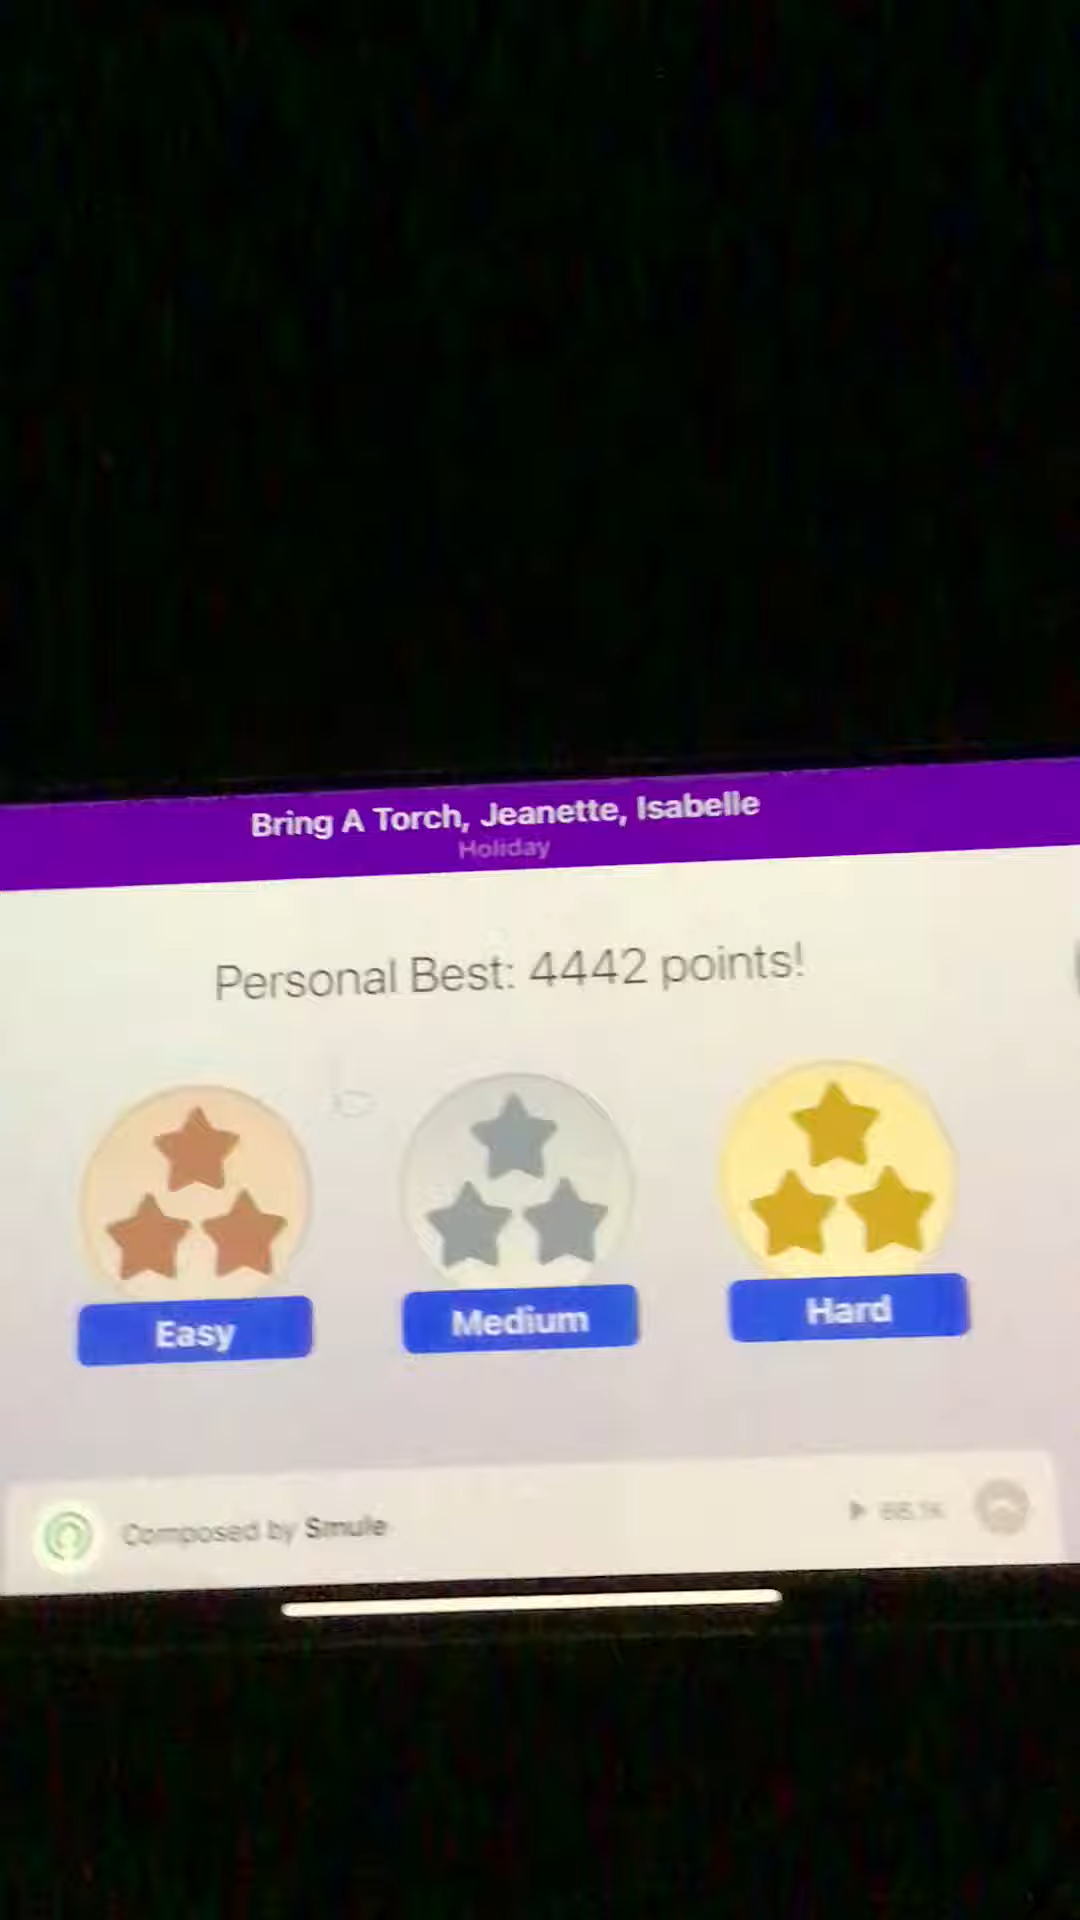 Bring A Torch, Jeanette, Isabelle
Holiday
Personal Best: 4442 points!
Easy
Medium
Hard
Composed by Smule